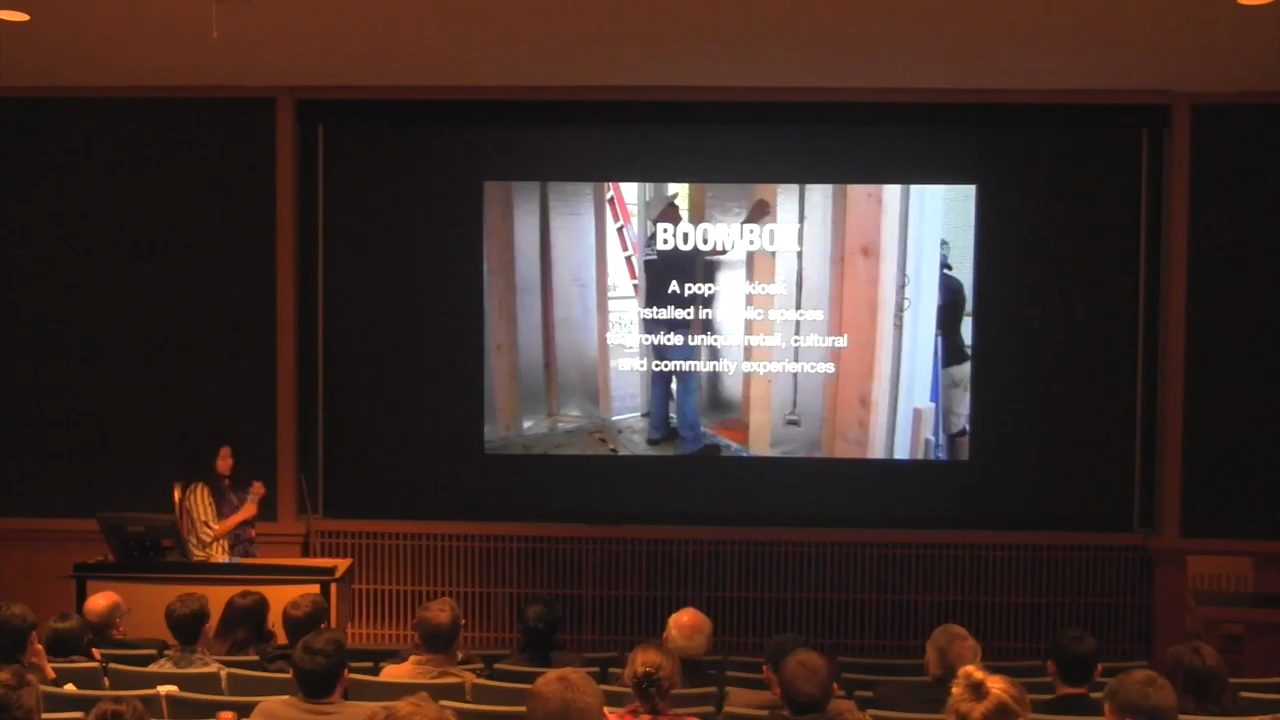 BOOMBOX
A pop-up kiosk
installed in public spaces
to provide unique retail, cultural
and community experiences